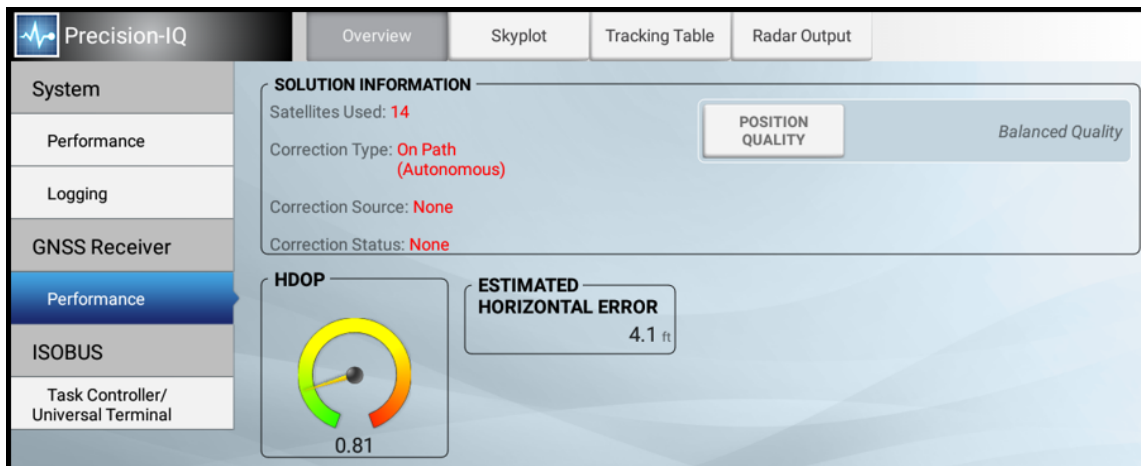 Precision-IQ
Overview
Skyplot
Tracking Table
Radar Output
System
Performance
Logging
GNSS Receiver
Performance
ISOBUS
Task Controller/
Universal Terminal
SOLUTION INFORMATION
Satellites Used: 14
Correction Type: On Path
(Autonomous)
Correction Source: None
Correction Status: None
POSITION
QUALITY
Balanced Quality
HDOP
0.81
ESTIMATED
HORIZONTAL ERROR
4.1 ft